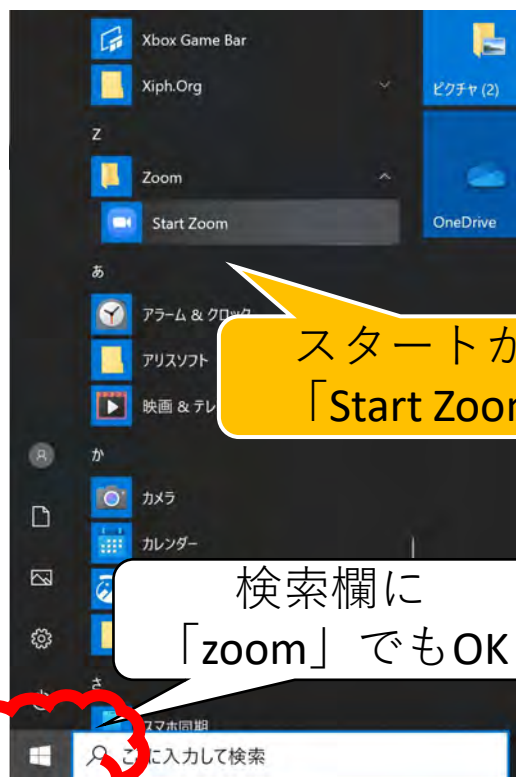 Xbox Game Bar
Xiph.Org
ピクチャ (2)
Z
Zoom
Start Zoom
OneDrive
あ
アラーム & クロック
アリスソフト
映画 & テレ
スタートか
「Start Zoor
か
カメラ
カレンダー
検索欄に
「zoom」でもOK
さ
スマホ同期
ここに入力して検索